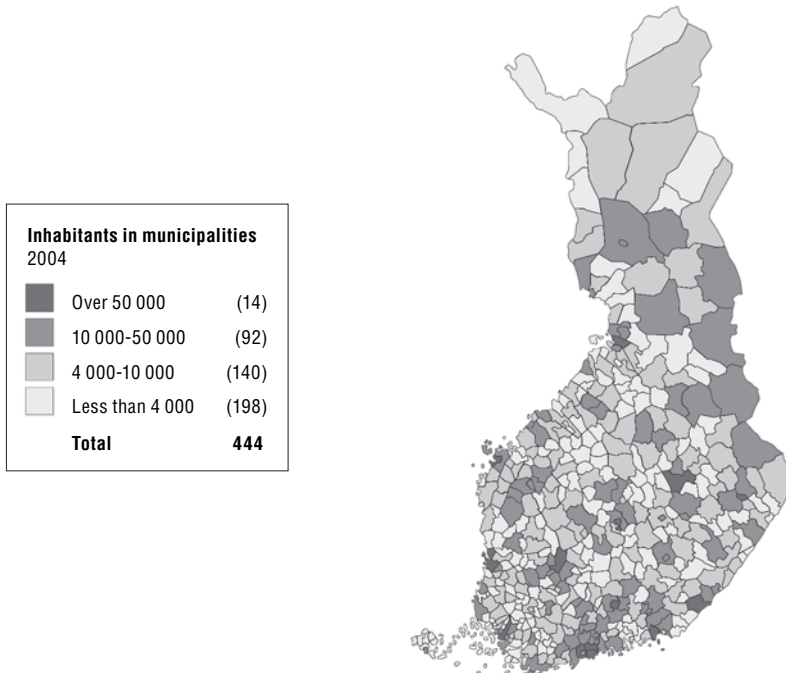 Inhabitants in municipalities
2004
Over 50 000 (14)
10 000-50 000 (92)
4 000-10 000 (140)
Less than 4 000 (198)
Total 444